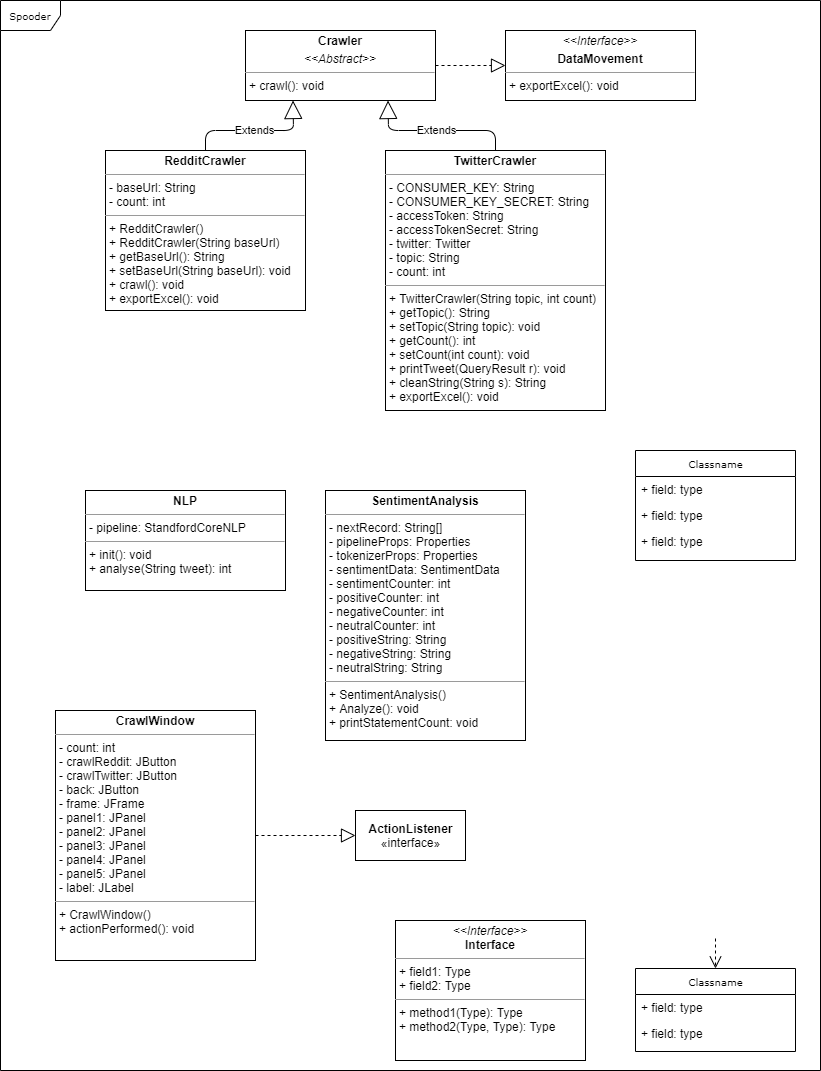 Spooder
Crawler
<<Abstract>>
+ crawl(): void
<<Interface>>
DataMovement
+ exportExcel(): void
Extends
Extends
RedditCrawler
- baseUrl: String
- count: int
+ RedditCrawler()
+ RedditCrawler(String baseUrl)
+ getBaseUrl(): String
+ setBaseUrl(String baseUrl): void
+ crawl(): void
+ exportExcel(): void
TwitterCrawler
- CONSUMER_KEY: String
- CONSUMER_KEY_SECRET: String
- accessToken: String
- accessTokenSecret: String
- twitter: Twitter
- topic: String
- count: int
+ TwitterCrawler(String topic, int count)
+ getTopic(): String
+ setTopic(String topic): void
+ getCount(): int
+ setCount(int count): void
+ printTweet(QueryResult r): void
+ cleanString(String s): String
+ exportExcel(): void
Classname
+ field: type
+ field: type
+ field: type
NLP
- pipeline: StandfordCoreNLP
+ init(): void
+ analyse(String tweet): int
SentimentAnalysis
- nextRecord: String[]
- pipelineProps: Properties
- tokenizerProps: Properties
- sentimentData: SentimentData
- sentimentCounter: int
- positiveCounter: int
- negativeCounter: int
- neutralCounter: int
- positiveString: String
- negativeString: String
- neutralString: String
+ SentimentAnalysis()
+ Analyze(): void
+ printStatementCount: void
CrawlWindow
- count: int
- crawlReddit: JButton
- crawlTwitter: JButton
- back: JButton
- frame: JFrame
- panel1: JPanel
- panel2: JPanel
- panel3: JPanel
- panel4: JPanel
- panel5: JPanel
- label: JLabel
+ CrawlWindow()
+ actionPerformed(): void
ActionListener
«interface»
<<Interface>>
Interface
+ field1: Type
+ field2: Type
+ method1(Type): Type
+ method2(Type, Type): Type
Classname
+ field: type
+ field: type